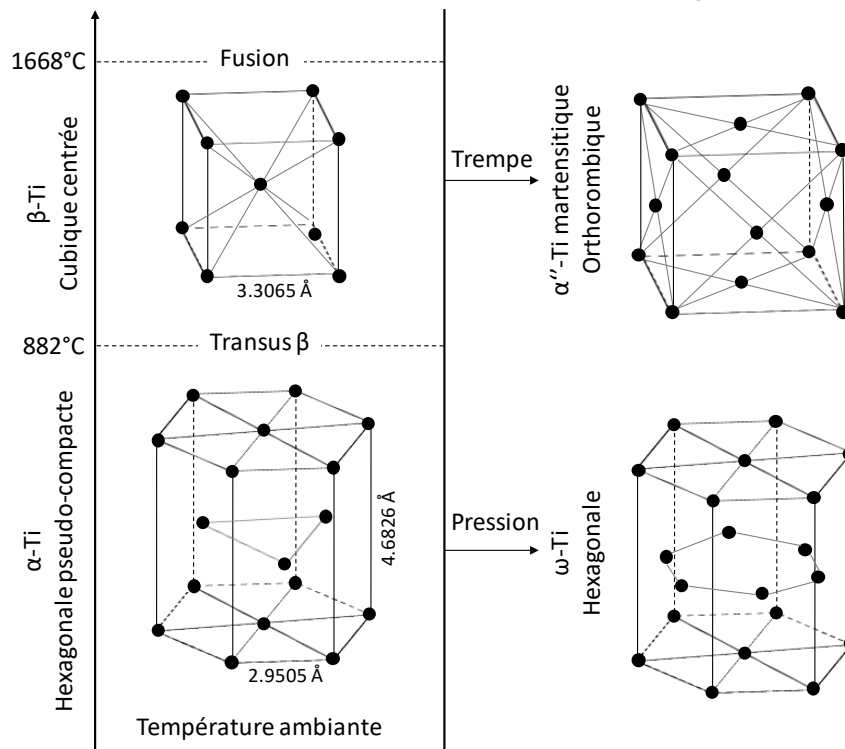 1668°C
Fusion
β-Ti
Cubique centrée
3.3065 Å
Trempe
α’’-Ti martensitique
Orthorombique
882°C
Transus β
α-Ti
Hexagonale pseudo-compacte
4.6826 Å
2.9505 Å
Température ambiante
Pression
ω-Ti
Hexagonale